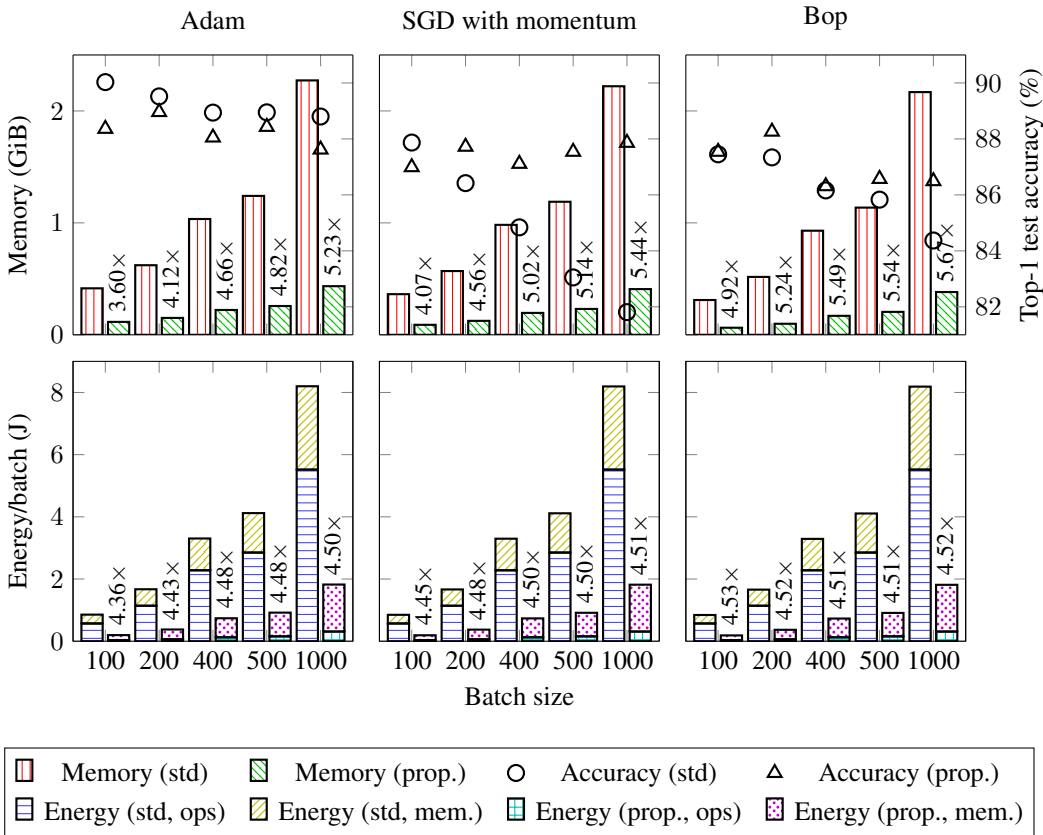 Adam SGD with momentum Bop
2 1 0
Memory (GiB)
3.60× 4.12× 4.66× 4.82× 5.23×
4.07× 4.56× 5.02× 5.14× 5.44×
4.92× 5.24× 5.49× 5.54× 5.67×
90 88 86 84 82
Top-1 test accuracy (%)
8 6 4 2 0
Energy/batch (J)
4.36× 4.43× 4.48× 4.48× 4.50×
4.45× 4.48× 4.50× 4.50× 4.51×
4.53× 4.52× 4.51× 4.51× 4.52×
100 200 400 500 1000 100 200 400 500 1000 100 200 400 500 1000
Batch size
Memory (std) Memory (prop.) Accuracy (std) Accuracy (prop.)
Energy (std, ops) Energy (std, mem.) Energy (prop., ops) Energy (prop., mem.)